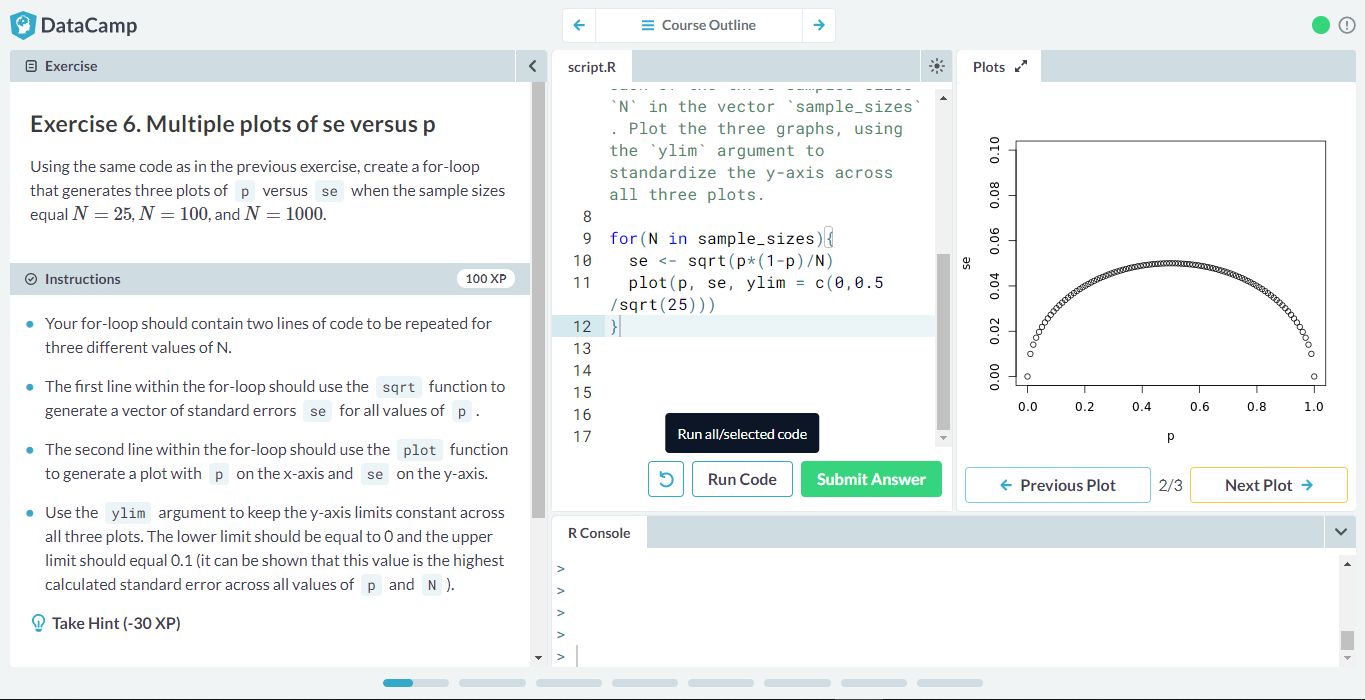 DataCamp
Course Outline
Exercise
Exercise 6. Multiple plots of se versus p
Using the same code as in the previous exercise, create a for-loop
that generates three plots of p versus se when the sample sizes
equal N = 25, N = 100, and N = 1000.
Instructions
100 XP
Your for-loop should contain two lines of code to be repeated for
three different values of N.
The first line within the for-loop should use the sqrt function to
generate a vector of standard errors se for all values of p .
The second line within the for-loop should use the plot function
to generate a plot with p on the x-axis and se on the y-axis.
Use the ylim argument to keep the y-axis limits constant across
all three plots. The lower limit should be equal to 0 and the upper
limit should equal 0.1 (it can be shown that this value is the highest
calculated standard error across all values of p and N ).
Take Hint (-30 XP)
script.R
`N` in the vector `sample_sizes`
. Plot the three graphs, using
the `ylim` argument to
standardize the y-axis across
all three plots.
8
9 for(N in sample_sizes){
10 se <- sqrt(p*(1-p)/N)
11 plot(p, se, ylim = c(0,0.5
/sqrt(25)))
12 }
13
14
15
16
17
Run all/selected code
Run Code
Submit Answer
Plots
0.10
0.08
0.06
0.04
0.02
0.00
se
0.0 0.2 0.4 0.6 0.8 1.0
p
Previous Plot
2/3
Next Plot
R Console
>
>
>
>
>